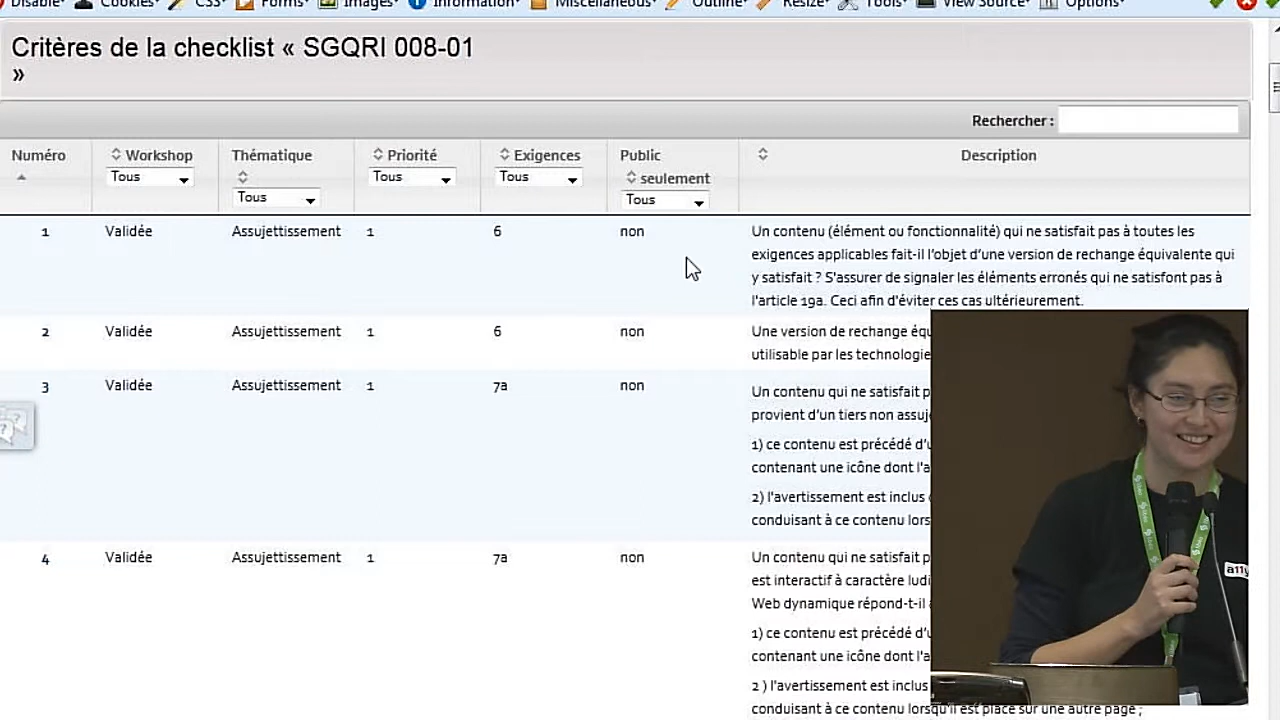 Disable Cookies CSS Forms Images Information Miscellaneous Outline Resize Tools View Source Options
Critères de la checklist « SGQRI 008-01
»
Rechercher :
Numéro Workshop Thématique Priorité Exigences Public seulement Description
Tous Tous Tous Tous Tous
1 Validée Assujettissement 1 6 non Un contenu (élément ou fonctionnalité) qui ne satisfait pas à toutes les
exigences applicables fait-il l'objet d'une version de rechange équivalente qui
y satisfait ? S'assurer de signaler les éléments erronés qui ne satisfont pas à
l'article 19a. Ceci afin d'éviter ces cas ultérieurement.
2 Validée Assujettissement 1 6 non Une version de rechange
utilisable par les technologie
3 Validée Assujettissement 1 7a non Un contenu qui ne satisfait
provient d'un tiers non
1) ce contenu est précédé
contenant une icône dont
2) l'avertissement est inclus
conduisant à ce contenu
4 Validée Assujettissement 1 7a non Un contenu qui ne satisfait
est interactif à caractère
Web dynamique répond-t-il
1) ce contenu est précédé
contenant une icône dont
2 ) l'avertissement est inclus
conduisant à ce contenu lorsqu'il est placé sur une autre page ;
a11y